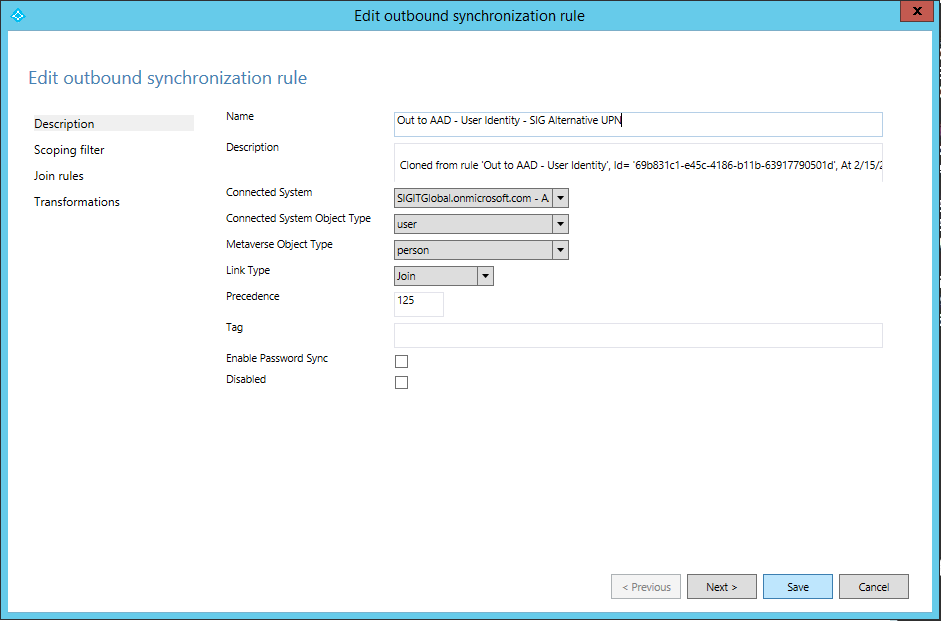 Edit outbound synchronization rule
x
Edit outbound synchronization rule
Description
Scoping filter
Join rules
Transformations
Name
Out to AAD - User Identity - SIG Alternative UPN
Description
Cloned from rule 'Out to AAD - User Identity', Id= '69b831c1-e45c-4186-b11b-63917790501d', At 2/15/2
Connected System
SIGITGlobal.onmicrosoft.com - A
Connected System Object Type
user
Metaverse Object Type
person
Link Type
Join
Precedence
125
Tag
Enable Password Sync
Disabled
< Previous
Next >
Save
Cancel